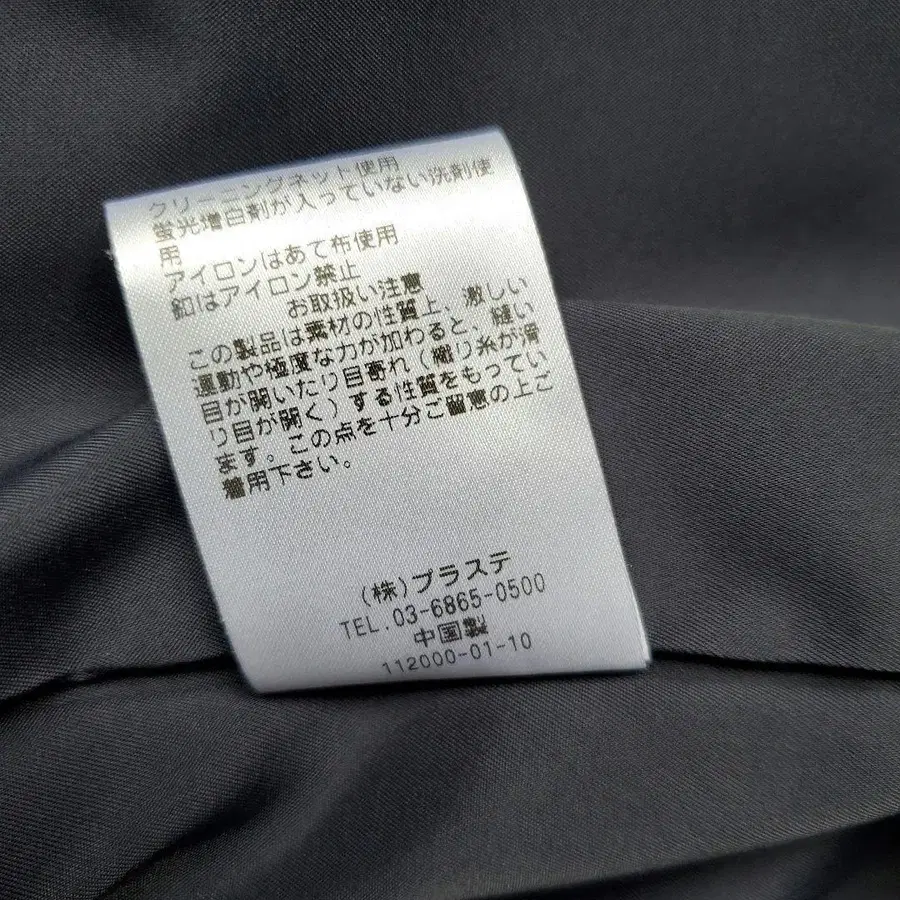 クリーニングネット使用
蛍光増白剤が入っていない洗剤使
用
アイロンはあて布使用
釦はアイロン禁止
お取扱い注意
この製品は素材の性質上、激しい
運動や極度な力が加わると、縫い
目が開いたり目寄れ(織り糸が滑
り目が開く)する性質をもってい
ます。この点を十分ご留意の上ご
着用下さい。
(株)プラステ
TEL.03-6865-0500
中国製
112000-01-10